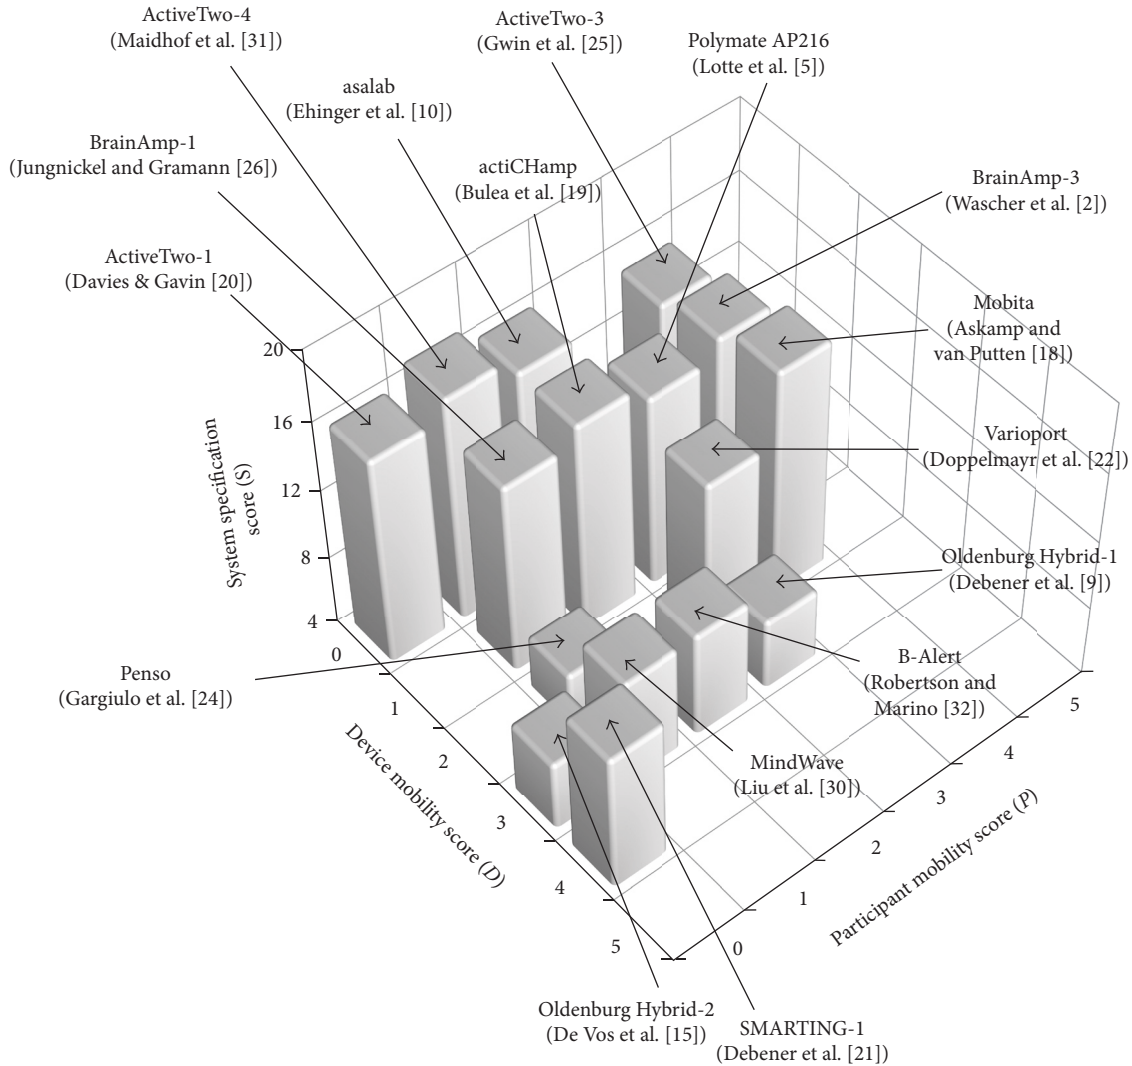 ActiveTwo-4
(Maidhof et al. [31])
ActiveTwo-3
(Gwin et al. [25])
Polymate AP216
(Lotte et al. [5])
asalab
(Ehinger et al. [10])
BrainAmp-1
(Jungnickel and Gramann [26])
actiCHamp
(Bulea et al. [19])
BrainAmp-3
(Wascher et al. [2])
ActiveTwo-1
(Davies & Gavin [20])
Mobita
(Askamp and
van Putten [18])
Varioport
(Doppelmayr et al. [22])
Oldenburg Hybrid-1
(Debener et al. [9])
B-Alert
(Robertson and
Marino [32])
Penso
(Gargiulo et al. [24])
MindWave
(Liu et al. [30])
Oldenburg Hybrid-2
(De Vos et al. [15])
SMARTING-1
(Debener et al. [21])
System specification
score (S)
20
16
12
8
4
Device mobility score (D)
0
1
2
3
4
5
Participant mobility score (P)
0
1
2
3
4
5